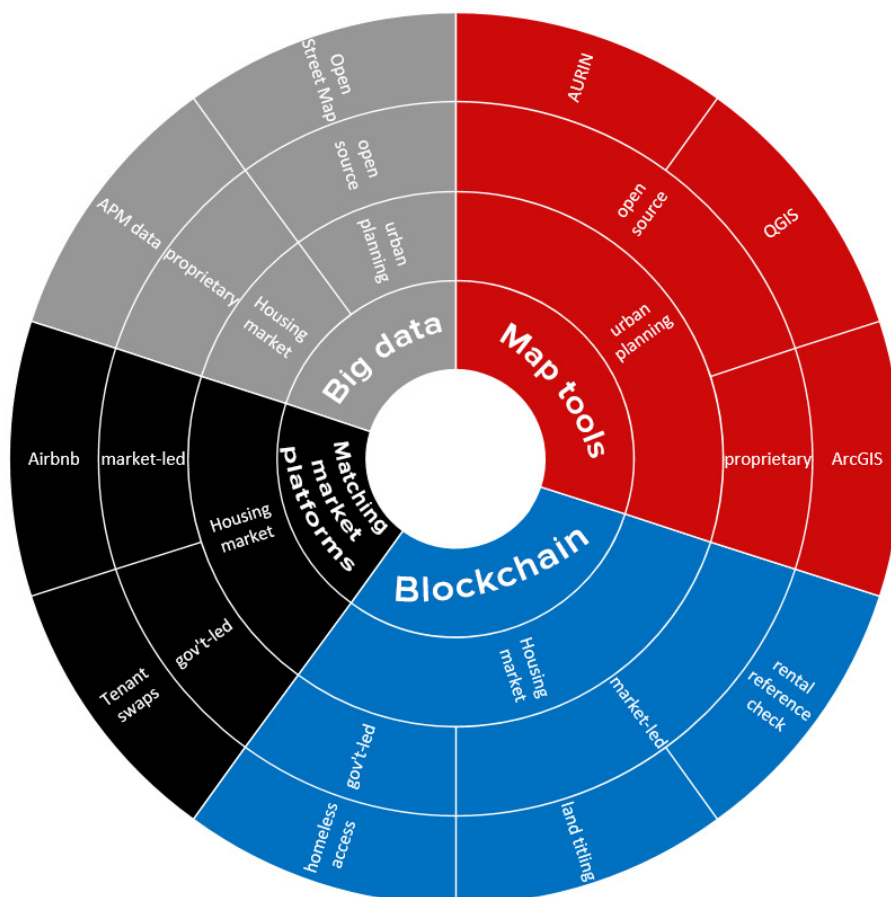 Open
Street Map
open
source
urban
planning
Big data
APM data
proprietary
Housing
market
AURIN
QGIS
open
source
urban
planning
Map tools
proprietary
ArcGIS
Airbnb
market-led
Housing
market
Matching
market
platforms
gov't-led
Tenant
swaps
Blockchain
Housing
market
market-led
rental
reference
check
land titling
gov't-led
homeless
access